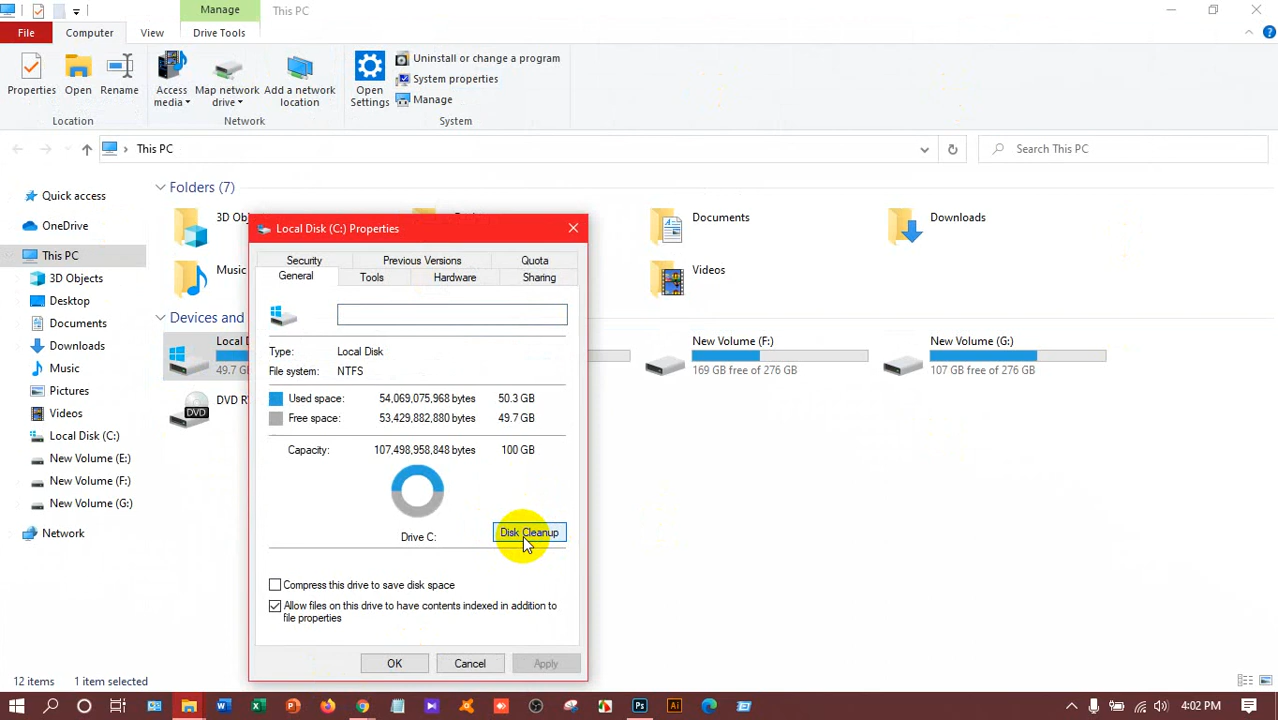 Manage
This PC
File
Computer
View
Drive Tools
Properties
Open
Rename
Access media
Map network drive
Add a network location
Open Settings
Uninstall or change a program
System properties
Manage
Location
Network
System
This PC
Search This PC
Quick access
OneDrive
This PC
3D Objects
Desktop
Documents
Downloads
Music
Pictures
Videos
Local Disk (C:)
New Volume (E:)
New Volume (F:)
New Volume (G:)
Network
Folders (7)
3D Obj
Documents
Downloads
Music
Videos
Devices and
Local D
49.7 G
New Volume (F:)
169 GB free of 276 GB
New Volume (G:)
107 GB free of 276 GB
DVD R
DVD
Local Disk (C:) Properties
Security
Previous Versions
Quota
General
Tools
Hardware
Sharing
Type: Local Disk
File system: NTFS
Used space: 54,069,075,968 bytes 50.3 GB
Free space: 53,429,882,880 bytes 49.7 GB
Capacity: 107,498,958,848 bytes 100 GB
Drive C:
Disk Cleanup
Compress this drive to save disk space
Allow files on this drive to have contents indexed in addition to
file properties
OK
Cancel
Apply
12 items
1 item selected
4:02 PM